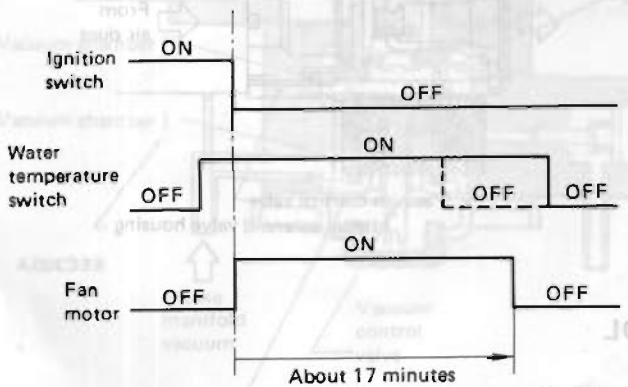 ON
Ignition
switch
OFF
ON
Water
temperature
switch
OFF
OFF
OFF
ON
Fan
motor
OFF
OFF
About 17 minutes